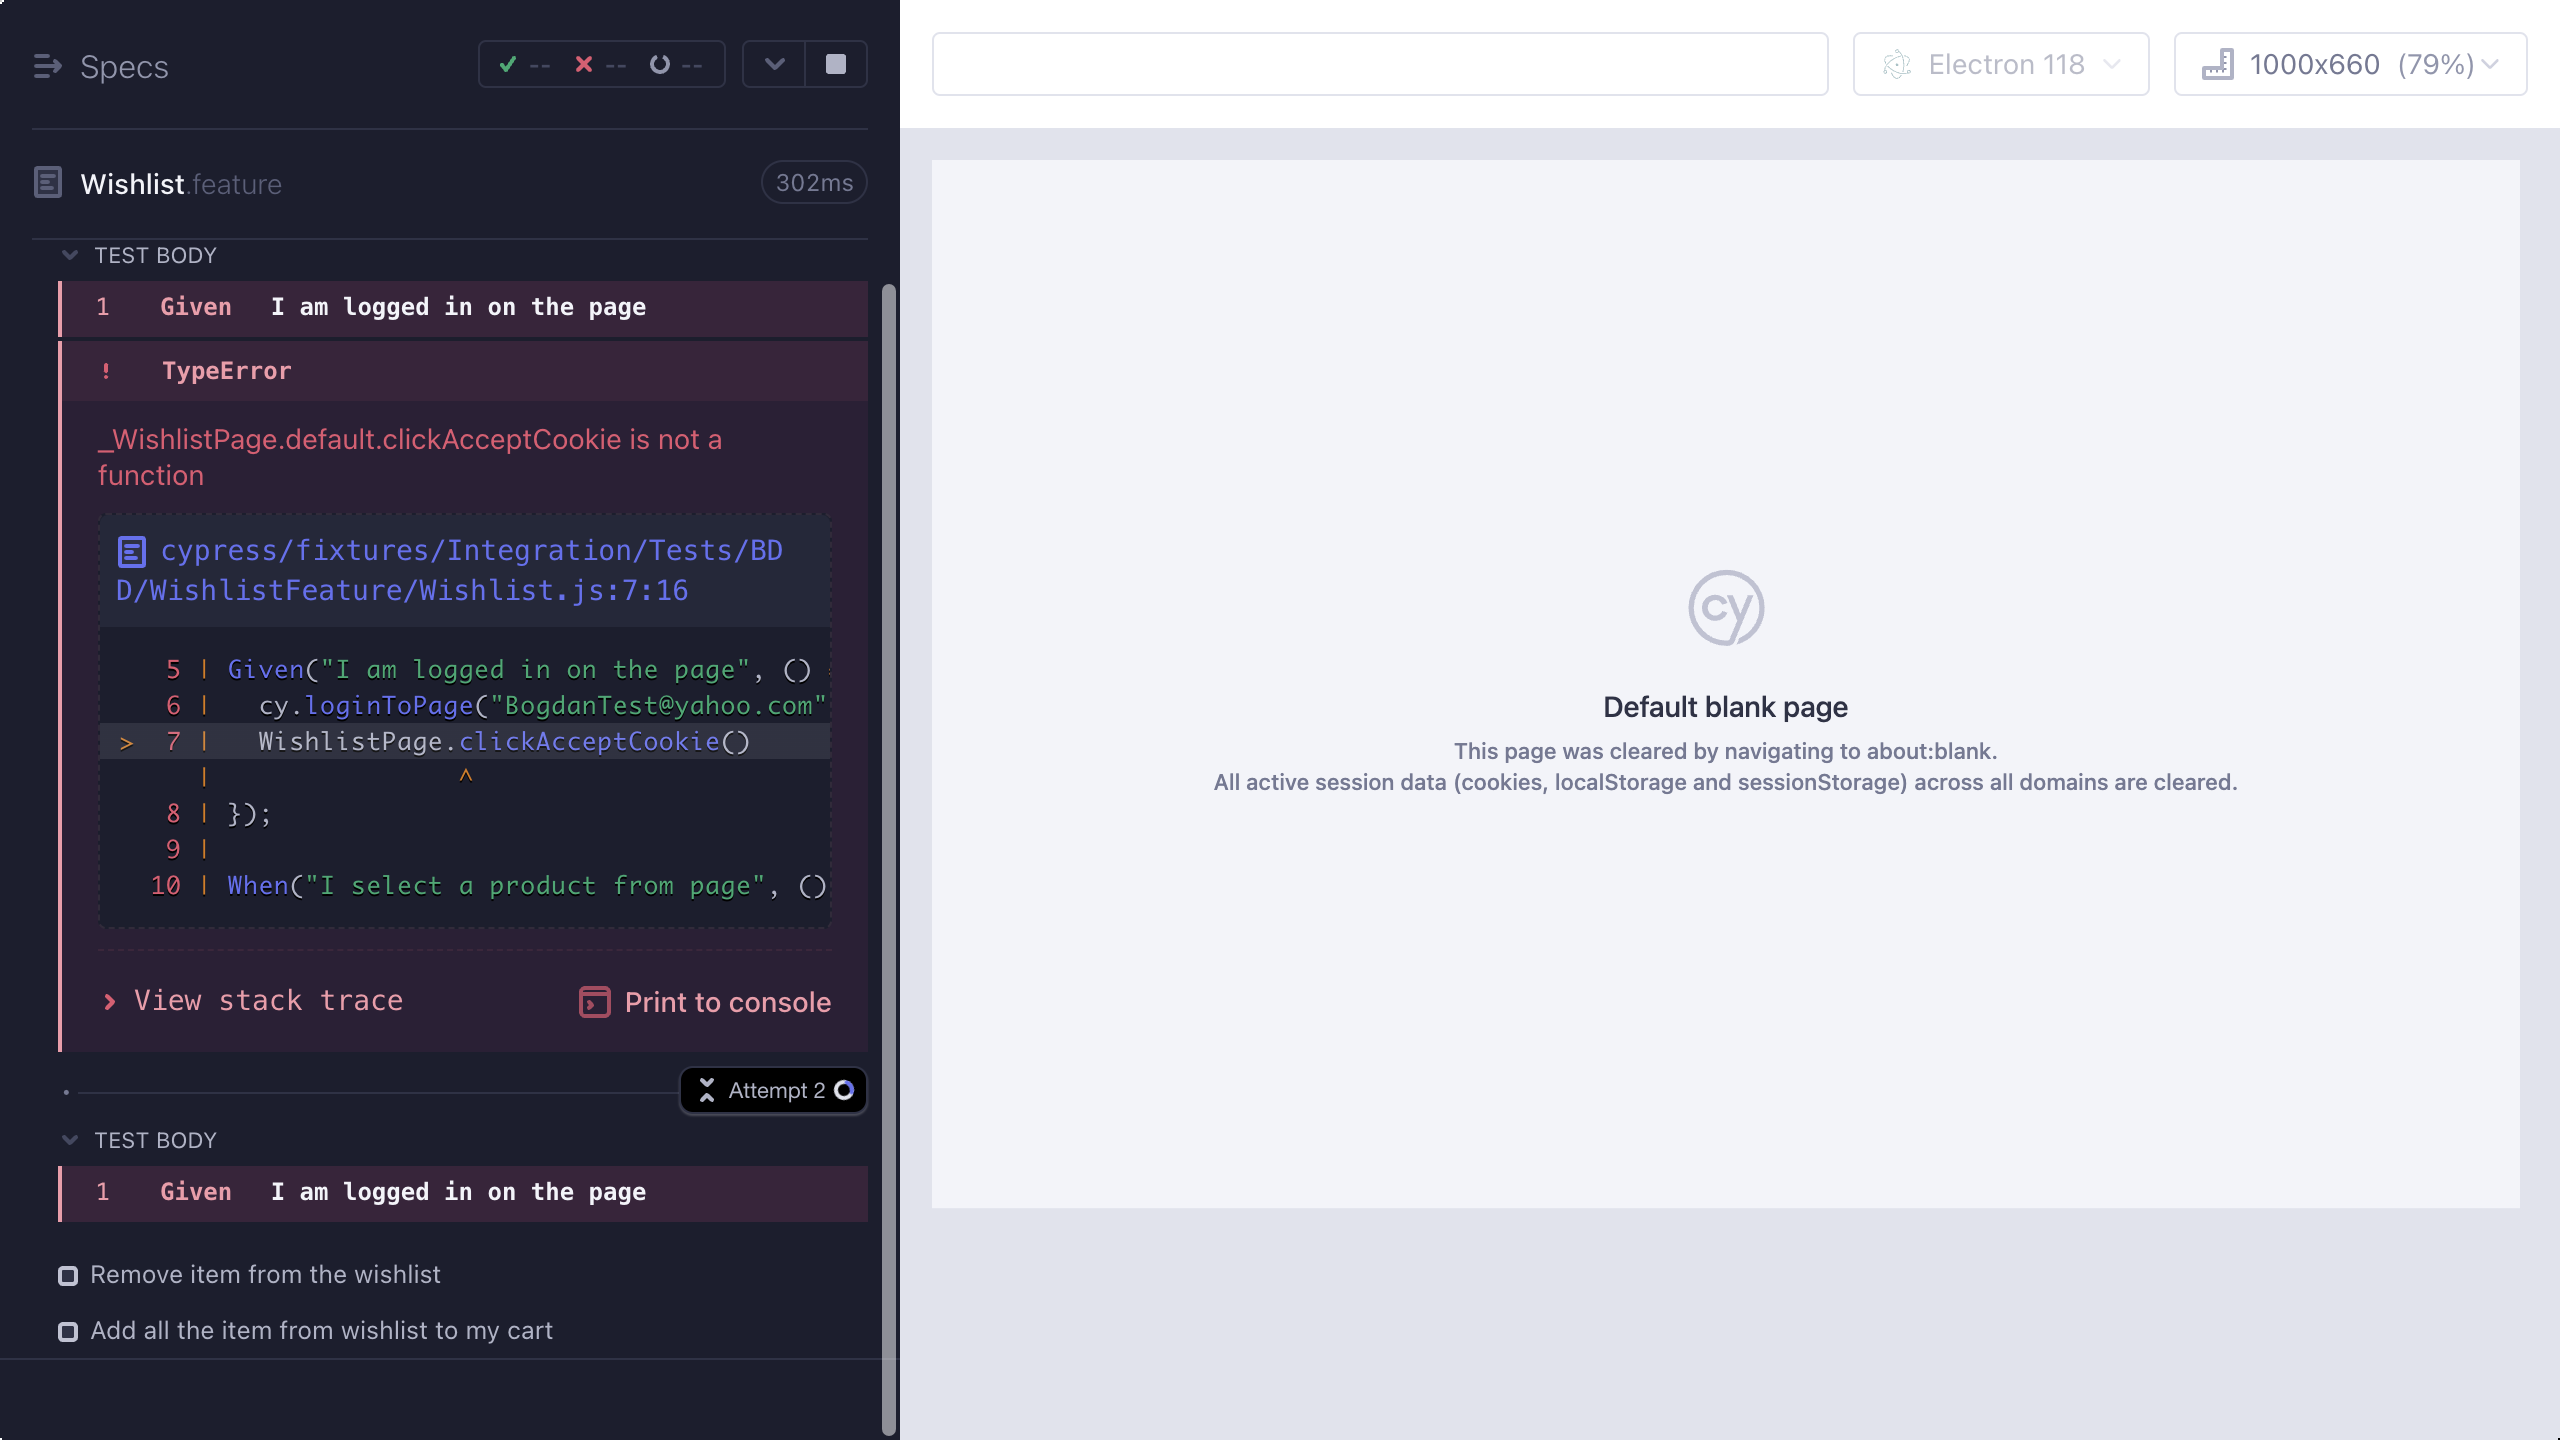 Specs
--
--
--
Wishlist.feature
302ms
TEST BODY
1 Given I am logged in on the page
! TypeError
_WishlistPage.default.clickAcceptCookie is not a
function
cypress/fixtures/Integration/Tests/BD
D/WishlistFeature/Wishlist.js:7:16
5 | Given("I am logged in on the page", ()
6 | cy.loginToPage("BogdanTest@yahoo.com"
> 7 | WishlistPage.clickAcceptCookie()
| ^
8 | });
9 |
10 | When("I select a product from page", ()
View stack trace
Print to console
Attempt 2
TEST BODY
1 Given I am logged in on the page
Remove item from the wishlist
Add all the item from wishlist to my cart
Electron 118
1000x660 (79%)
cy
Default blank page
This page was cleared by navigating to about:blank.
All active session data (cookies, localStorage and sessionStorage) across all domains are cleared.